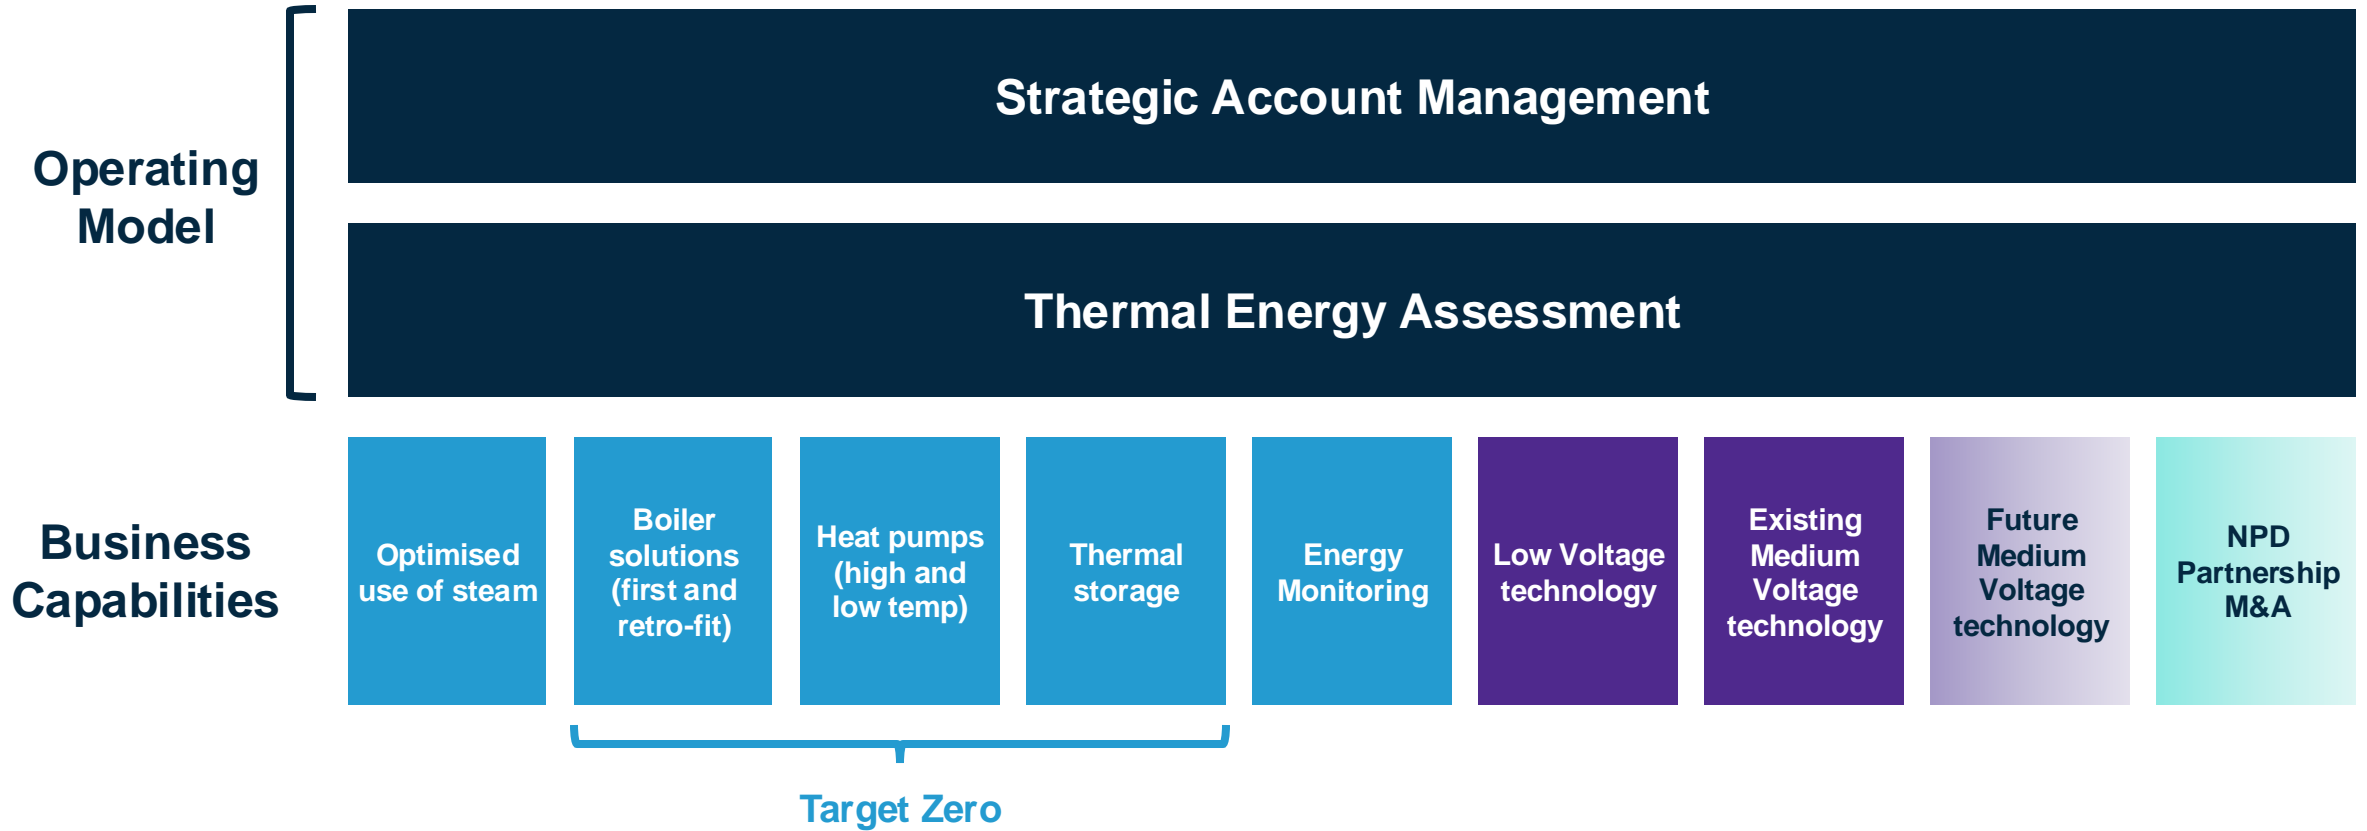 Operating
Model
Strategic Account Management
Thermal Energy Assessment
Business
Capabilities
Optimised
use of steam
Boiler
solutions
(first and
retro-fit)
Heat pumps
(high and
low temp)
Thermal
storage
Energy
Monitoring
Low Voltage
technology
Existing
Medium
Voltage
technology
Future
Medium
Voltage
technology
NPD
Partnership
M&A
Target Zero